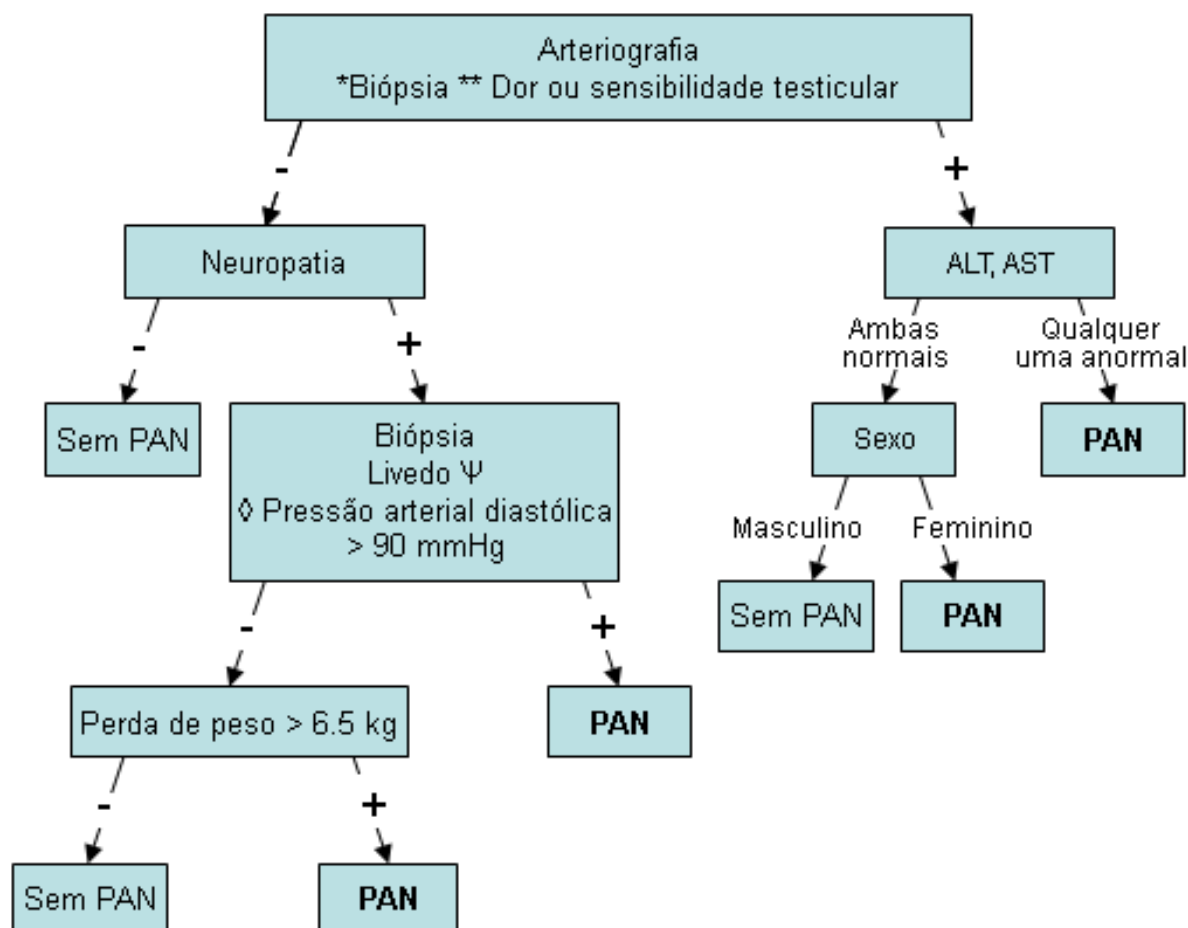 Arteriografia
*Biópsia ** Dor ou sensibilidade testicular
-
+
Neuropatia
ALT, AST
-
+
Ambas
normais
Qualquer
uma anormal
Sem PAN
Biópsia
Livedo Ψ
◊ Pressão arterial diastólica
> 90 mmHg
Sexo
PAN
Masculino
Feminino
-
+
Sem PAN
PAN
Perda de peso > 6.5 kg
PAN
-
+
Sem PAN
PAN